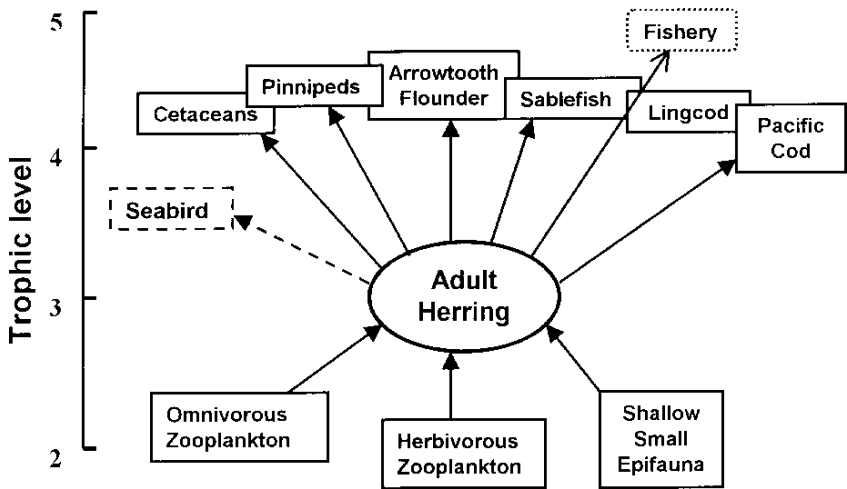 5
Fishery
Arrowtooth
Flounder
Pinnipeds
Sablefish
Cetaceans
Lingcod
Pacific
Cod
4
Seabird
Trophic level
Adult
Herring
3
Omnivorous
Zooplankton
Herbivorous
Zooplankton
Shallow
Small
Epifauna
2